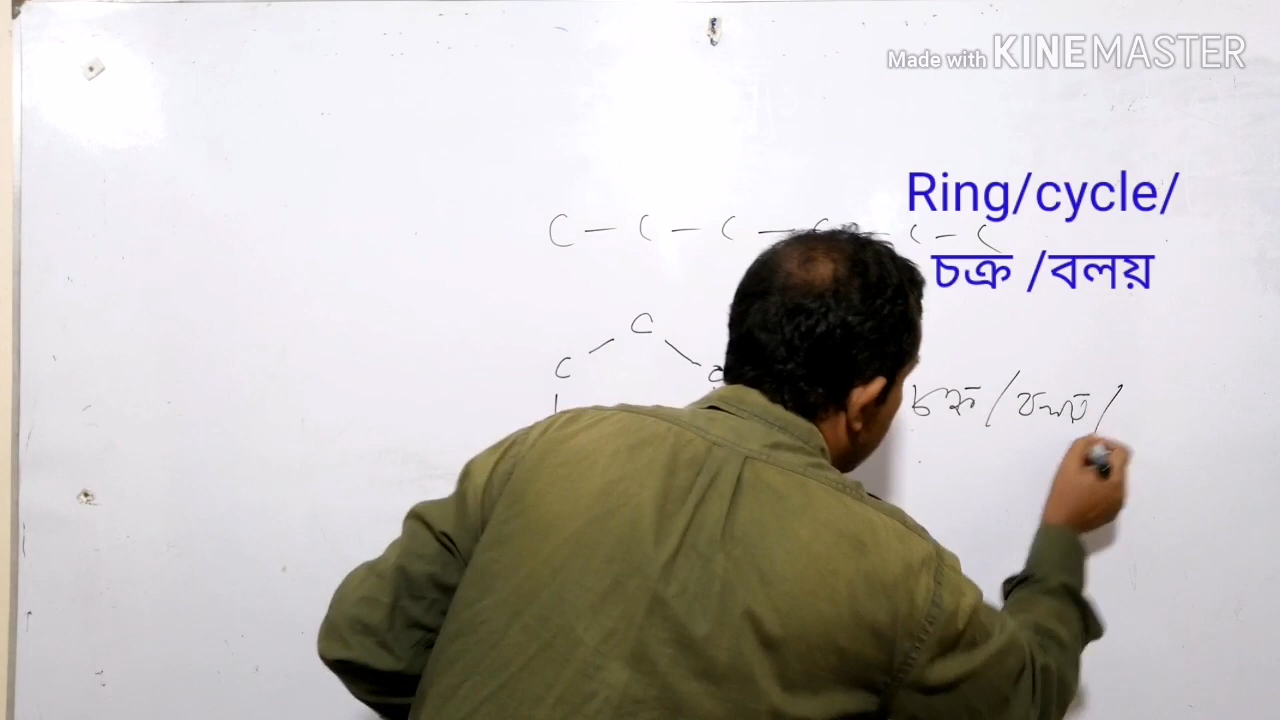 Made with KINEMASTER
Ring/cycle/
চক্র /বলয়
C — C — C — C — C — C
C
C C
চক্র / বলয় /